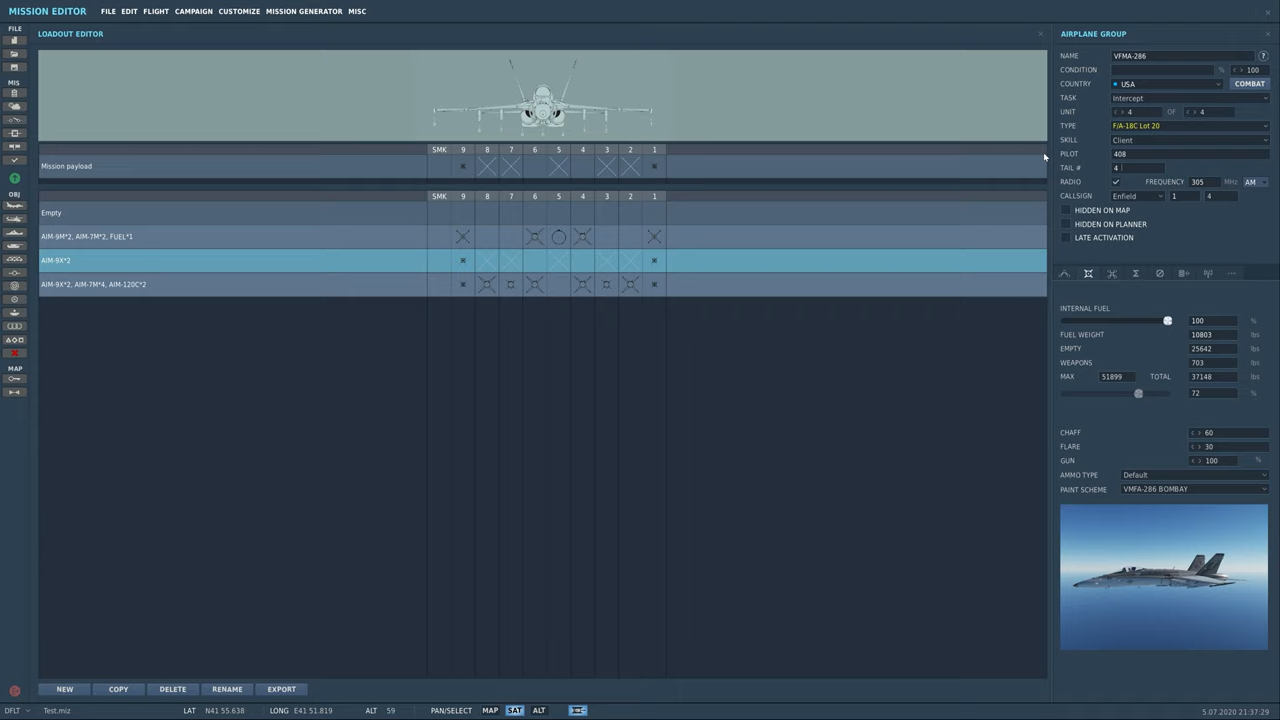 MISSION EDITOR FILE EDIT FLIGHT CAMPAIGN CUSTOMIZE MISSION GENERATOR MISC
FILE
MIS
OBJ
MAP
LOADOUT EDITOR
SMK 9 8 7 6 5 4 3 2 1
Mission payload
SMK 9 8 7 6 5 4 3 2 1
Empty
AIM-9M*2, AIM-7M*2, FUEL*1
AIM-9X*2
AIM-9X*2, AIM-7M*4, AIM-120C*2
NEW COPY DELETE RENAME EXPORT
AIRPLANE GROUP
NAME VFMA-286 ?
CONDITION % < > 100
COUNTRY USA COMBAT
TASK Intercept
UNIT < > 4 OF < > 4
TYPE F/A-18C Lot 20
SKILL Client
PILOT 408
TAIL # 4
RADIO FREQUENCY 305 MHz AM
CALLSIGN Enfield 1 4
HIDDEN ON MAP
HIDDEN ON PLANNER
LATE ACTIVATION
INTERNAL FUEL
100 %
FUEL WEIGHT 10803 lbs
EMPTY 25642 lbs
WEAPONS 703 lbs
MAX 51899 TOTAL 37148 lbs
72 %
CHAFF < > 60
FLARE < > 30
GUN < > 100 %
AMMO TYPE Default
PAINT SCHEME VMFA-286 BOMBAY
DFLT Test.miz LAT N41 55.638 LONG E41 51.819 ALT 59 PAN/SELECT MAP SAT ALT 5.07.2020 21:37:29